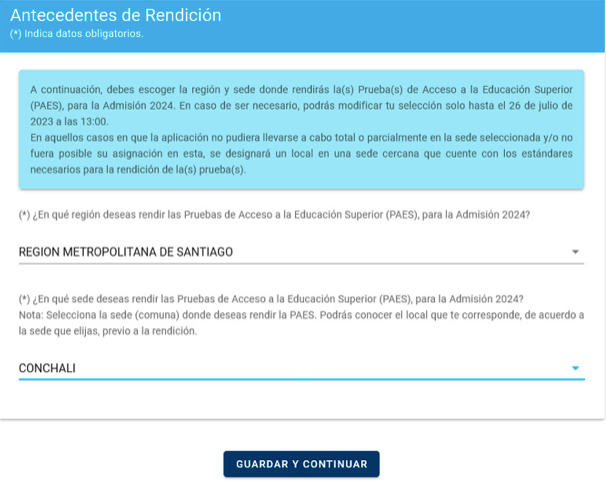 Antecedentes de Rendición
(*) Indica datos obligatorios.
A continuación, debes escoger la región y sede donde rendirás la(s) Prueba(s) de Acceso a la Educación Superior
(PAES), para la Admisión 2024. En caso de ser necesario, podrás modificar tu selección solo hasta el 26 de julio de
2023 a las 13:00.
En aquellos casos en que la aplicación no pudiera llevarse a cabo total o parcialmente en la sede seleccionada y/o no
fuera posible su asignación en esta, se designará un local en una sede cercana que cuente con los estándares
necesarios para la rendición de la(s) prueba(s).
(*) ¿En qué región deseas rendir las Pruebas de Acceso a la Educación Superior (PAES), para la Admisión 2024?
REGION METROPOLITANA DE SANTIAGO
(*) ¿En qué sede deseas rendir las Pruebas de Acceso a la Educación Superior (PAES), para la Admisión 2024?
Nota: Selecciona la sede (comuna) donde deseas rendir la PAES. Podrás conocer el local que te corresponde, de acuerdo a
la sede que elijas, previo a la rendición.
CONCHALI
GUARDAR Y CONTINUAR